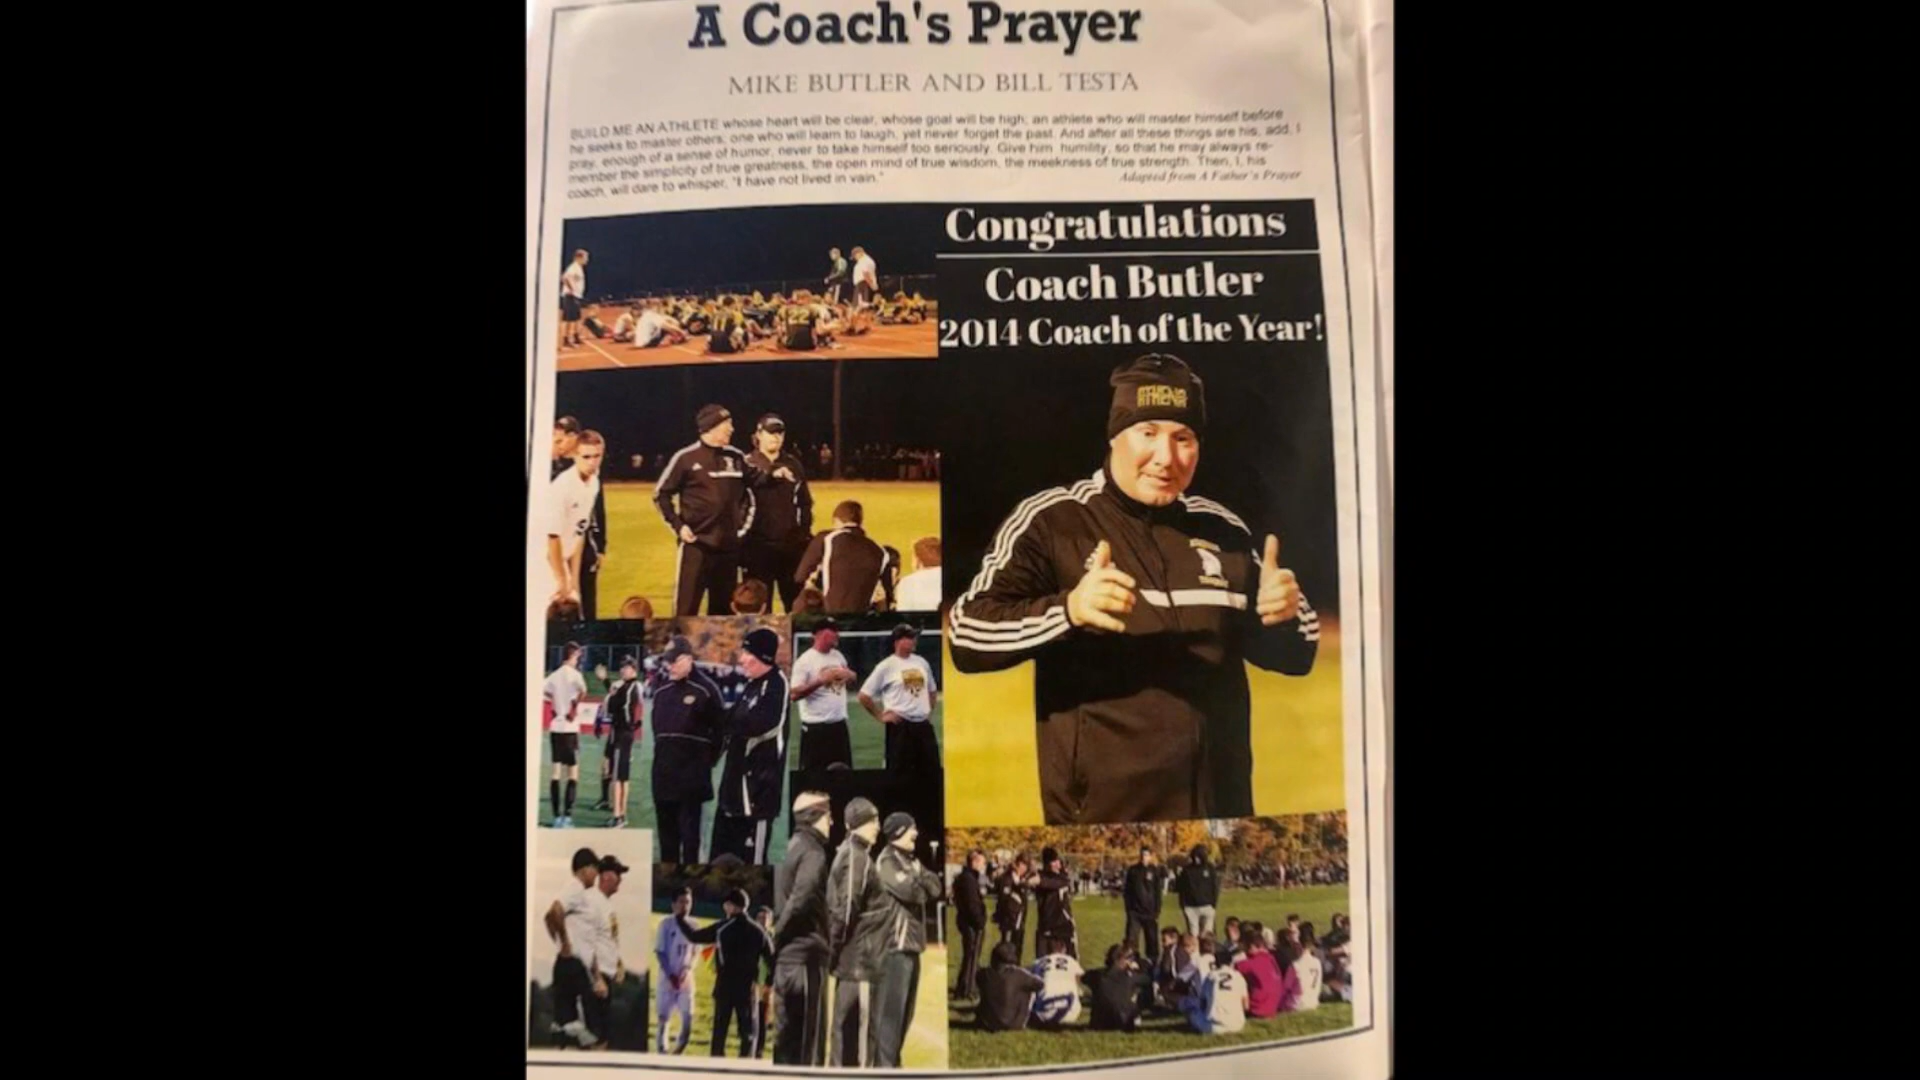 A Coach's Prayer
MIKE BUTLER AND BILL TESTA
BUILD ME AN ATHLETE whose heart will be clear, whose goal will be high; an athlete who will master himself before
he seeks to master others; one who will learn to laugh, yet never forget the past. And after all these things are his, add, I
pray, enough of a sense of humor, never to take himself too seriously. Give him humility, so that he may always re-
member the simplicity of true greatness, the open mind of true wisdom, the meekness of true strength. Then, I, his
coach, will dare to whisper, "I have not lived in vain."
Adapted from A Father's Prayer
Congratulations
Coach Butler
2014 Coach of the Year!
ATHENA
22
22
2
7